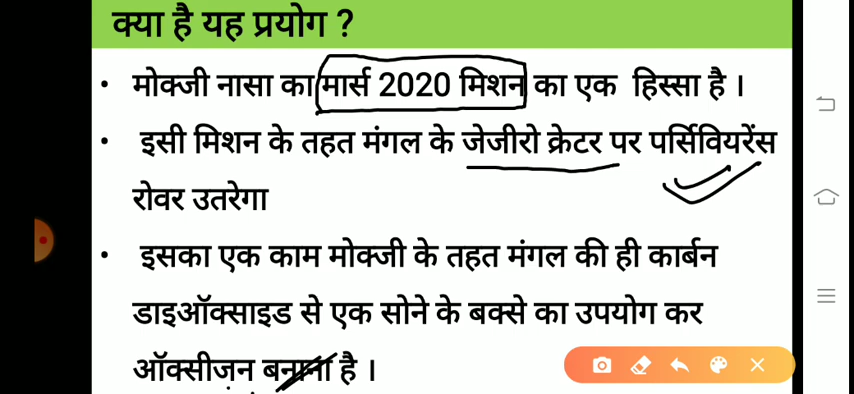 क्या है यह प्रयोग ?
• मोक्जी नासा का मार्स 2020 मिशन का एक हिस्सा है ।
• इसी मिशन के तहत मंगल के जेजीरो क्रेटर पर पर्सिवियरेंस
रोवर उतरेगा
• इसका एक काम मोक्जी के तहत मंगल की ही कार्बन
डाइऑक्साइड से एक सोने के बक्से का उपयोग कर
ऑक्सीजन बनाना है ।